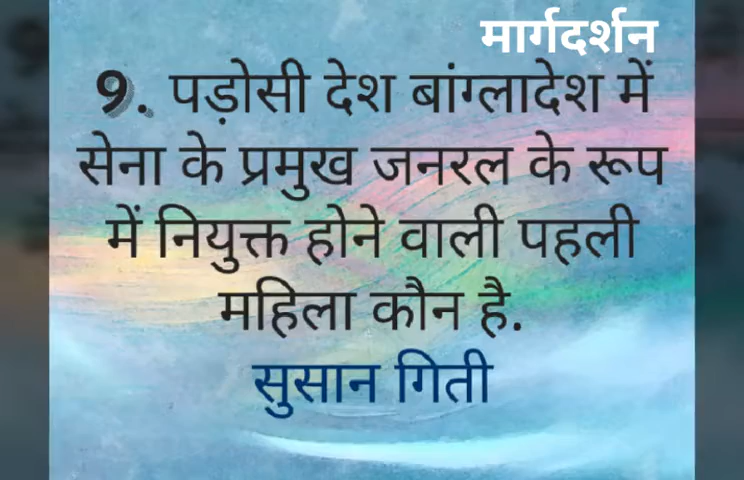 मार्गदर्शन
9. पड़ोसी देश बांग्लादेश में
सेना के प्रमुख जनरल के रूप
में नियुक्त होने वाली पहली
महिला कौन है.
सुसान गिती